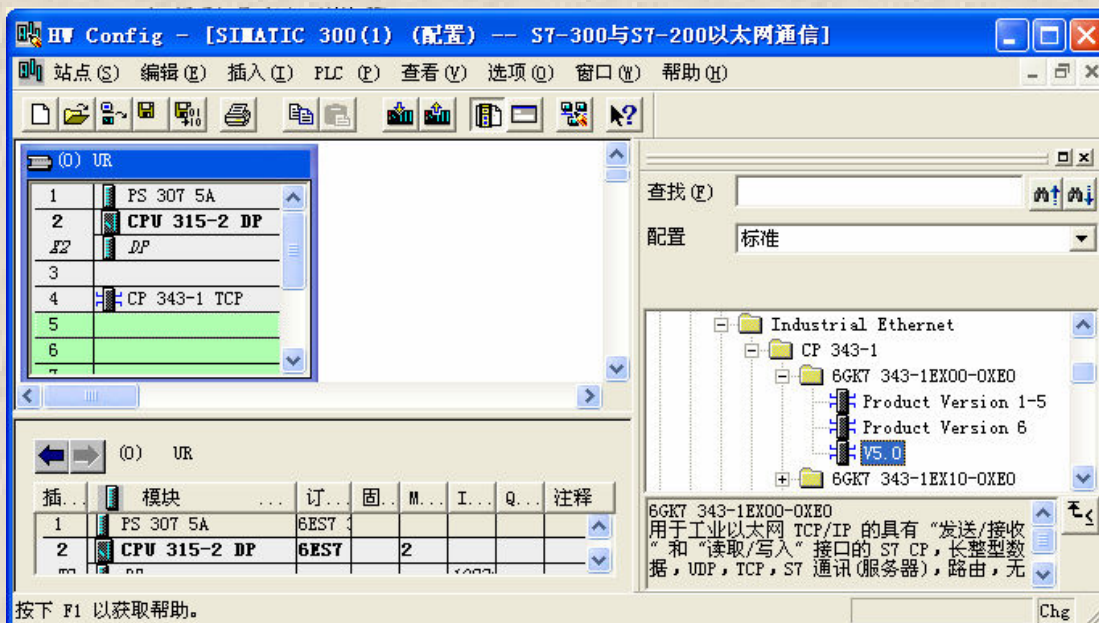 HW Config - [SIMATIC 300(1) (配置) -- S7-300与S7-200以太网通信]
站点(S) 编辑(E) 插入(I) PLC (P) 查看(V) 选项(O) 窗口(W) 帮助(H)
(0) UR
1 PS 307 5A
2 CPU 315-2 DP
X2 DP
3
4 CP 343-1 TCP
5
6
查找(F)
配置 标准
Industrial Ethernet
CP 343-1
6GK7 343-1EX00-0XE0
Product Version 1-5
Product Version 6
V5.0
6GK7 343-1EX10-0XE0
6GK7 343-1EX00-0XE0
用于工业以太网 TCP/IP 的具有 “发送/接收
” 和 “读取/写入” 接口的 S7 CP，长整型数
据，UDP，TCP，S7 通讯(服务器)，路由，无
(0) UR
插... 模块 ... 订... 固.. M... I... Q... 注释
1 PS 307 5A 6ES7
2 CPU 315-2 DP 6ES7 2
按下 F1 以获取帮助。
Chg